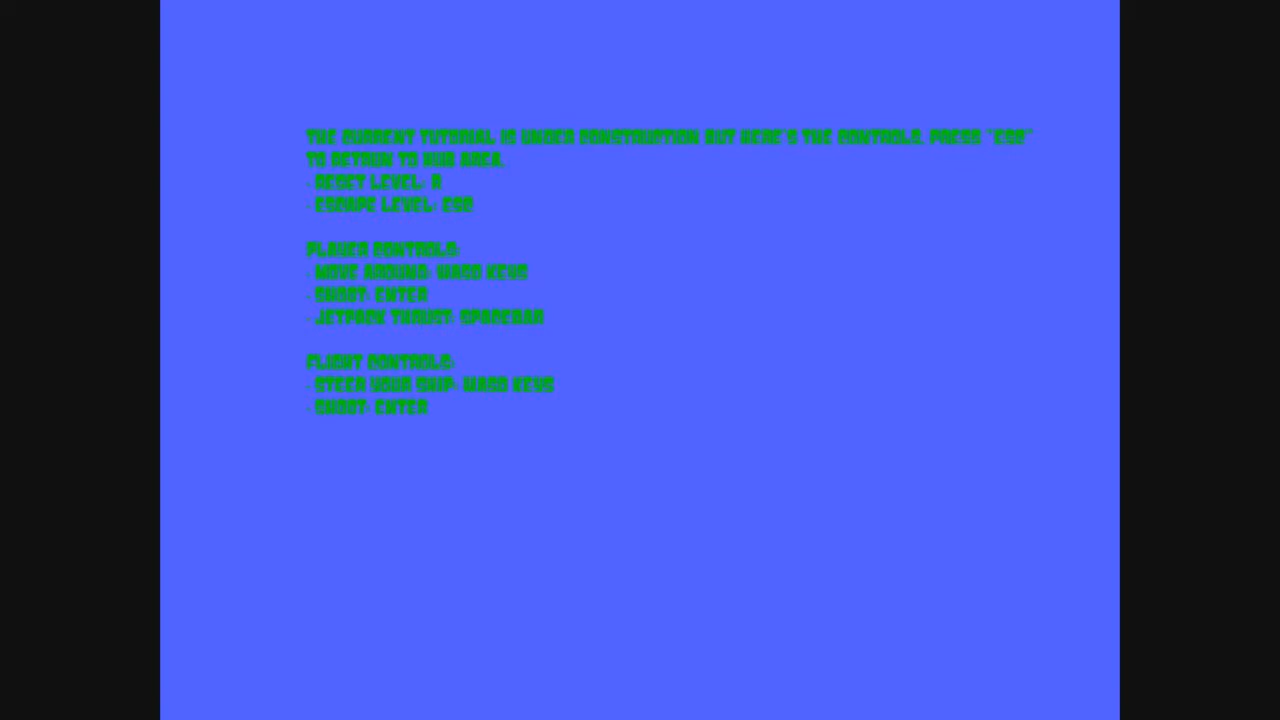 THE CURRENT TUTORIAL IS UNDER CONSTRUCTION BUT HERE'S THE CONTROLS. PRESS "ESC"
TO RETRUN TO HUB AREA.
- RESET LEVEL: R
- ESCAPE LEVEL: ESC
PLAYER CONTROLS:
- MOVE AROUND: WASD KEYS
- SHOOT: ENTER
- JETPACK THRUST: SPACEBAR
FLIGHT CONTROLS:
- STEER YOUR SHIP: WASD KEYS
- SHOOT: ENTER